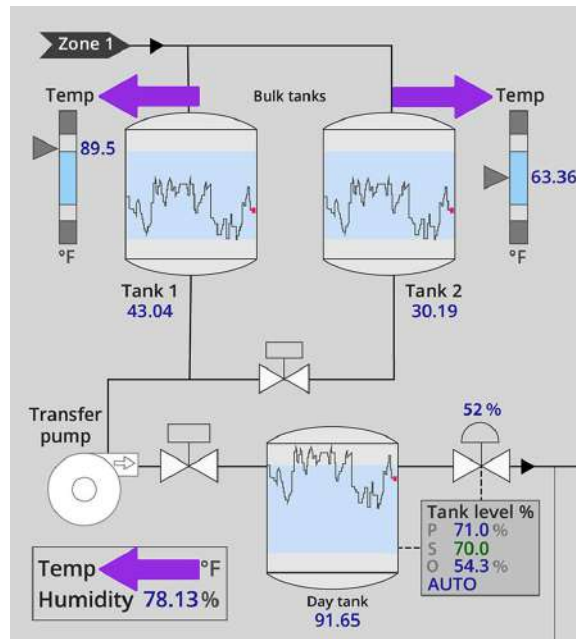 Zone 1
Temp
Bulk tanks
Temp
89.5
63.36
°F
°F
Tank 1
43.04
Tank 2
30.19
Transfer
pump
52 %
Tank level %
P 71.0 %
S 70.0
O 54.3 %
AUTO
Temp °F
Humidity 78.13 %
Day tank
91.65